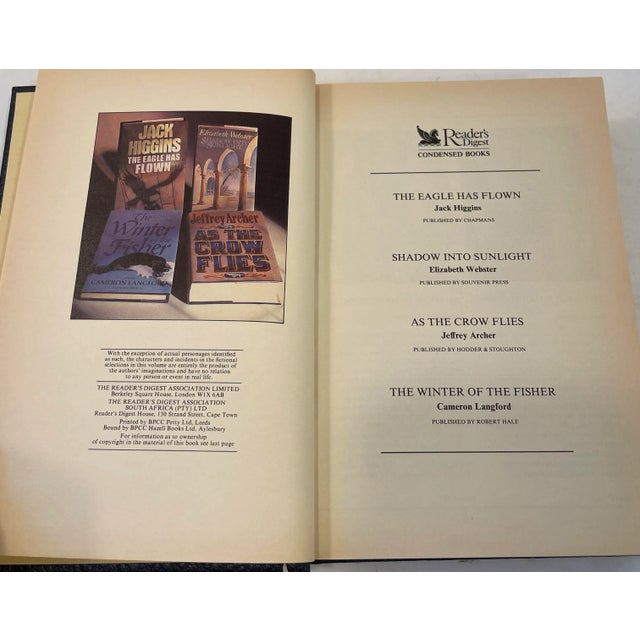 JACK
HIGGINS
THE EAGLE HAS
FLOWN
Elizabeth Webster
SHADOW INTO
SUNLIGHT
The
Winter
Fisher
CAMERON LANGFORD
Jeffrey Archer
AS THE
CROW
FLIES
With the exception of actual personages identified
as such, the characters and incidents in the fictional
selections in this volume are entirely the product of
the authors' imaginations and have no relation
to any person or event in real life.
THE READER'S DIGEST ASSOCIATION LIMITED
Berkeley Square House, London W1X 6AB
THE READER'S DIGEST ASSOCIATION
SOUTH AFRICA (PTY) LTD
Reader's Digest House, 130 Strand Street, Cape Town
Printed by BPCC Petty Ltd, Leeds
Bound by BPCC Hazell Books Ltd, Aylesbury
For information as to ownership
of copyright in the material of this book see last page
Reader's
Digest
CONDENSED BOOKS
THE EAGLE HAS FLOWN
Jack Higgins
PUBLISHED BY CHAPMANS
SHADOW INTO SUNLIGHT
Elizabeth Webster
PUBLISHED BY SOUVENIR PRESS
AS THE CROW FLIES
Jeffrey Archer
PUBLISHED BY HODDER & STOUGHTON
THE WINTER OF THE FISHER
Cameron Langford
PUBLISHED BY ROBERT HALE